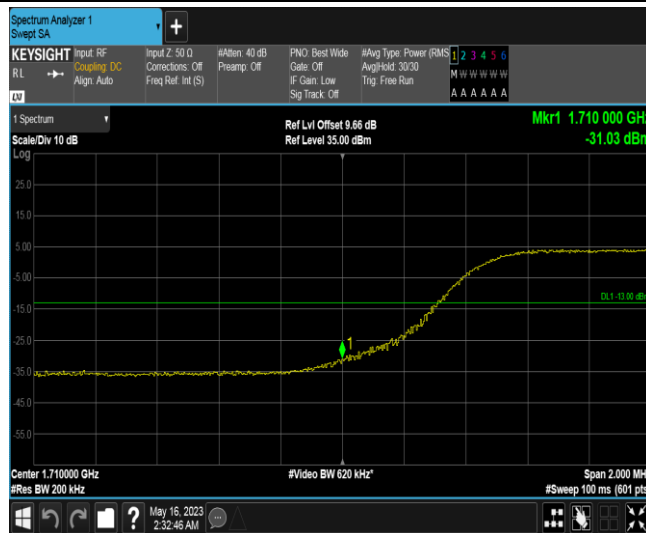 Spectrum Analyzer 1
Swept SA
KEYSIGHT
RL
Input: RF
Coupling: DC
Align: Auto
Input Z: 50 Ω
Corrections: Off
Freq Ref: Int (S)
#Atten: 40 dB
Preamp: Off
PNO: Best Wide
Gate: Off
IF Gain: Low
Sig Track: Off
#Avg Type: Power (RMS
Avg|Hold: 30/30
Trig: Free Run
1 2 3 4 5 6
M W W W W W
A A A A A A
LXI
1 Spectrum
Scale/Div 10 dB
Log
Ref Lvl Offset 9.66 dB
Ref Level 35.00 dBm
Mkr1 1.710 000 GHz
-31.03 dBm
25.0
15.0
5.00
-5.00
DL1 -13.00 dBm
-15.0
1
-25.0
-35.0
-45.0
-55.0
Center 1.710000 GHz
#Video BW 620 kHz*
Span 2.000 MH
#Res BW 200 kHz
#Sweep 100 ms (601 pts
?
May 16, 2023
2:32:46 AM